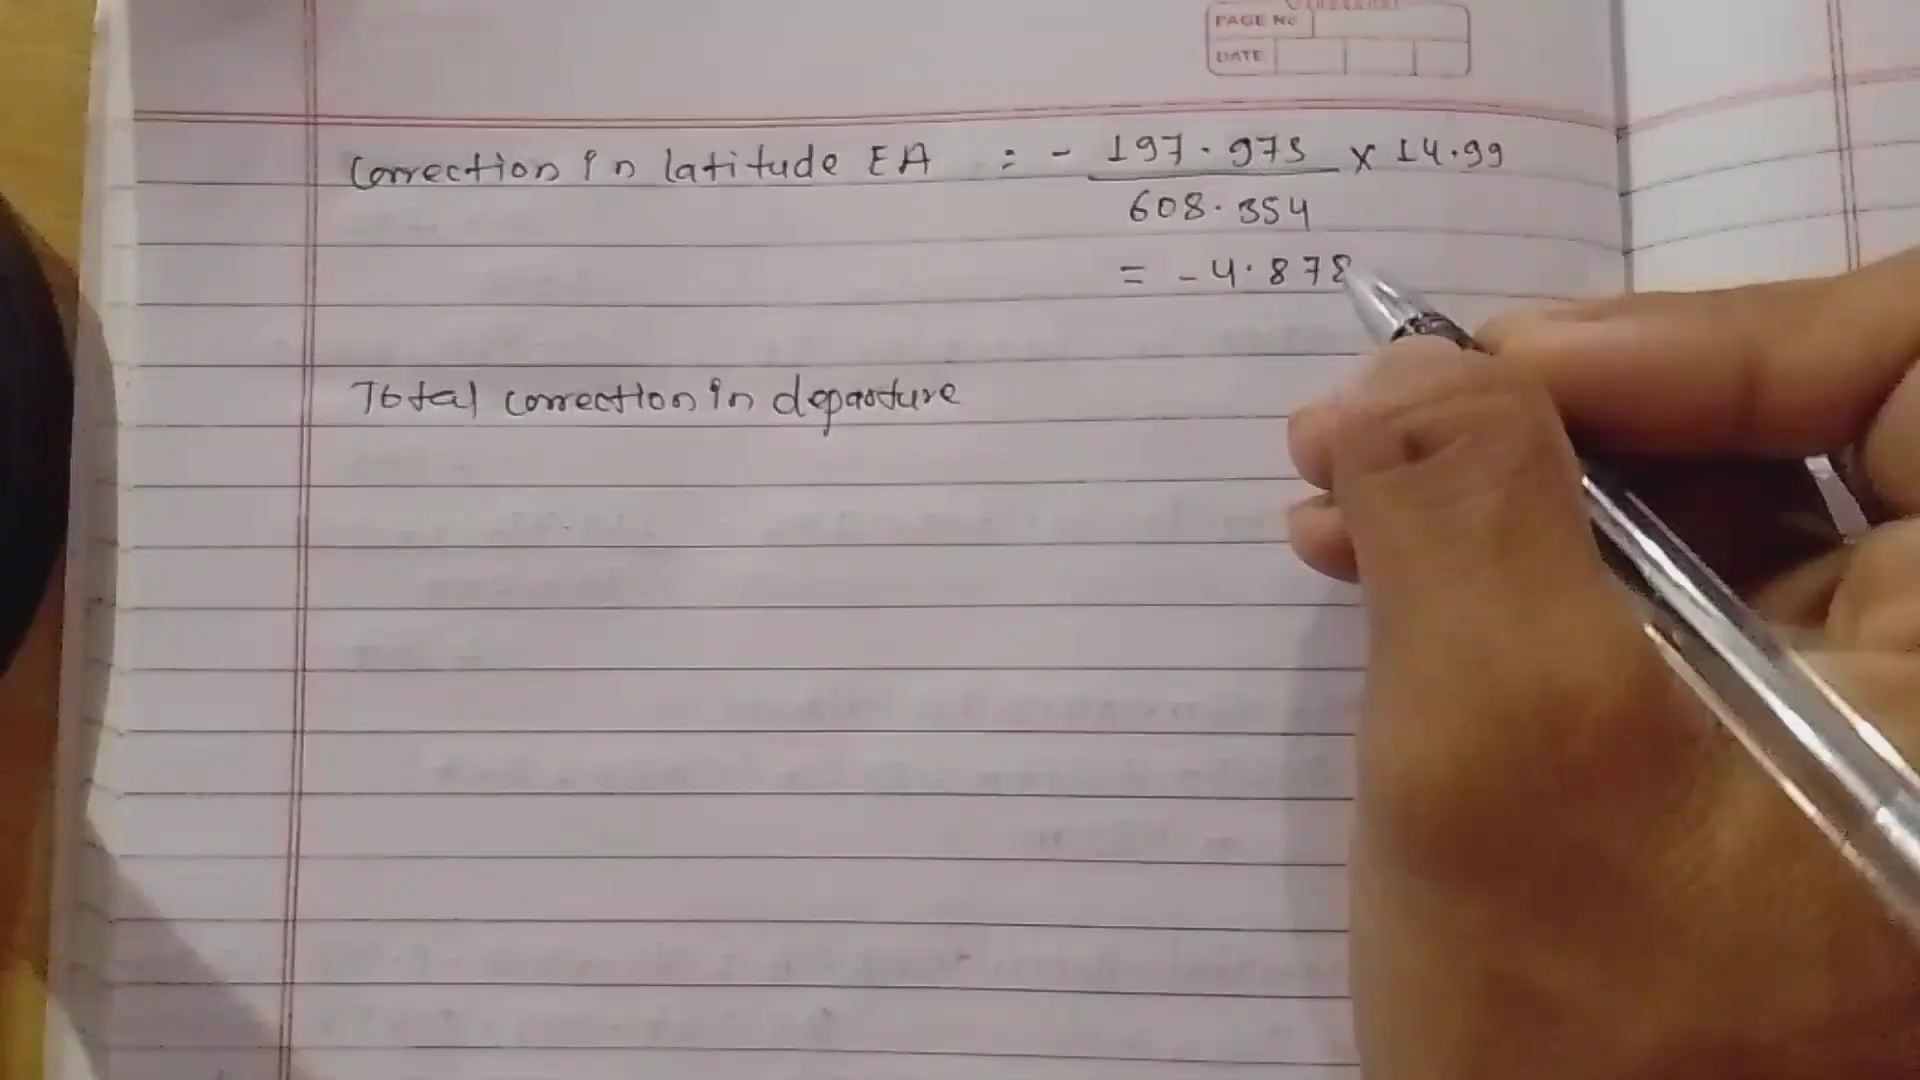 PAGE No
DATE
Correction in latitude EA = - 197.975 / 608.354 × 14.99
= - 4.878
Total correction in departure